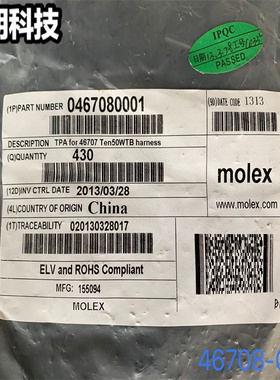 明科技
IPQC
PASSED
(1P)PART NUMBER 0467080001
(9D)DATE CODE 1313
DESCRIPTION TPA for 46707 Ten50WTB harness
(Q)QUANTITY 430
(12D)INV CTRL DATE 2013/03/28
molex
(4L)COUNTRY OF ORIGIN China
www.molex.com
(1T)TRACEABILITY 020130328017
ELV and ROHS Compliant
MFG: 155094
MOLEX
46708-